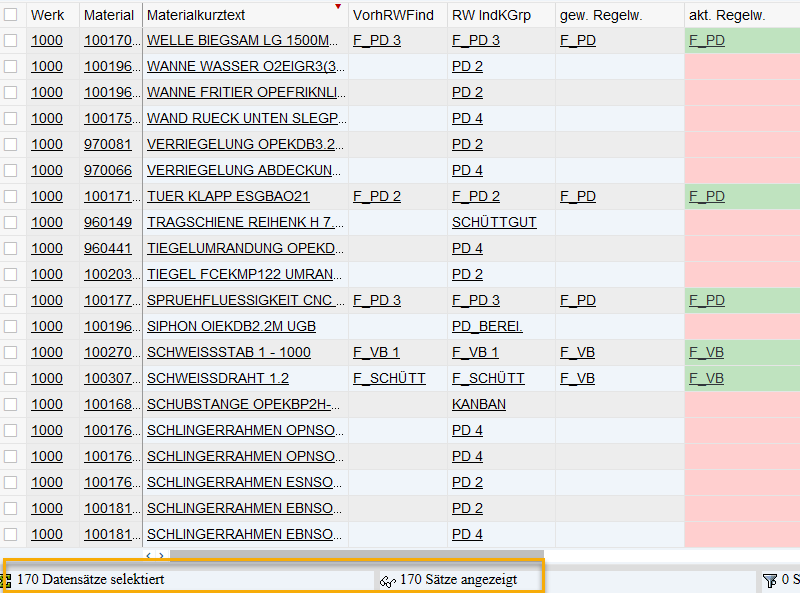 Werk Material Materialkurztext VorhRWFind RW IndKGrp gew. Regelw. akt. Regelw.
1000 100170... WELLE BIEGSAM LG 1500M... F_PD 3 F_PD 3 F_PD F_PD
1000 100196... WANNE WASSER O2EIGR3(3... PD 2
1000 100196... WANNE FRITIER OPEFRIKNLI... PD 2
1000 100175... WAND RUECK UNTEN SLEGP... PD 4
1000 970081 VERRIEGELUNG OPEKDB3.2... PD 2
1000 970066 VERRIEGELUNG ABDECKUN... PD 4
1000 100171... TUER KLAPP ESGBAO21 F_PD 2 F_PD 2 F_PD F_PD
1000 960149 TRAGSCHIENE REIHENK H 7... SCHÜTTGUT
1000 960441 TIEGELUMRANDUNG OPEKD... PD 4
1000 100203... TIEGEL FCEKMP122 UMRAN... PD 2
1000 100177... SPRUEHFLUESSIGKEIT CNC ... F_PD 3 F_PD 3 F_PD F_PD
1000 100196... SIPHON OIEKDB2.2M UGB PD_BEREI.
1000 100270... SCHWEISSSTAB 1 - 1000 F_VB 1 F_VB 1 F_VB F_VB
1000 100307... SCHWEISSDRAHT 1.2 F_SCHÜTT F_SCHÜTT F_VB F_VB
1000 100168... SCHUBSTANGE OPEKBP2H-... KANBAN
1000 100176... SCHLINGERRAHMEN OPNSO... PD 4
1000 100176... SCHLINGERRAHMEN OPNSO... PD 4
1000 100176... SCHLINGERRAHMEN ESNSO... PD 2
1000 100181... SCHLINGERRAHMEN EBNSO... PD 2
1000 100181... SCHLINGERRAHMEN EBNSO... PD 4
170 Datensätze selektiert 170 Sätze angezeigt 0 S